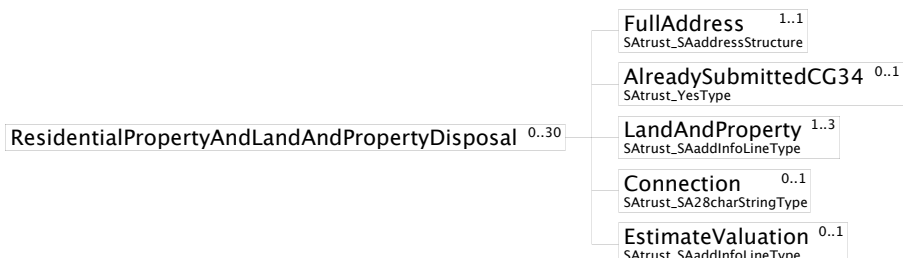 FullAddress 1..1
SAtrust_SAaddressStructure
AlreadySubmittedCG34 0..1
SAtrust_YesType
ResidentialPropertyAndLandAndPropertyDisposal 0..30
LandAndProperty 1..3
SAtrust_SAaddInfoLineType
Connection 0..1
SAtrust_SA28charStringType
EstimateValuation 0..1
SAtrust_SAaddInfoLineType